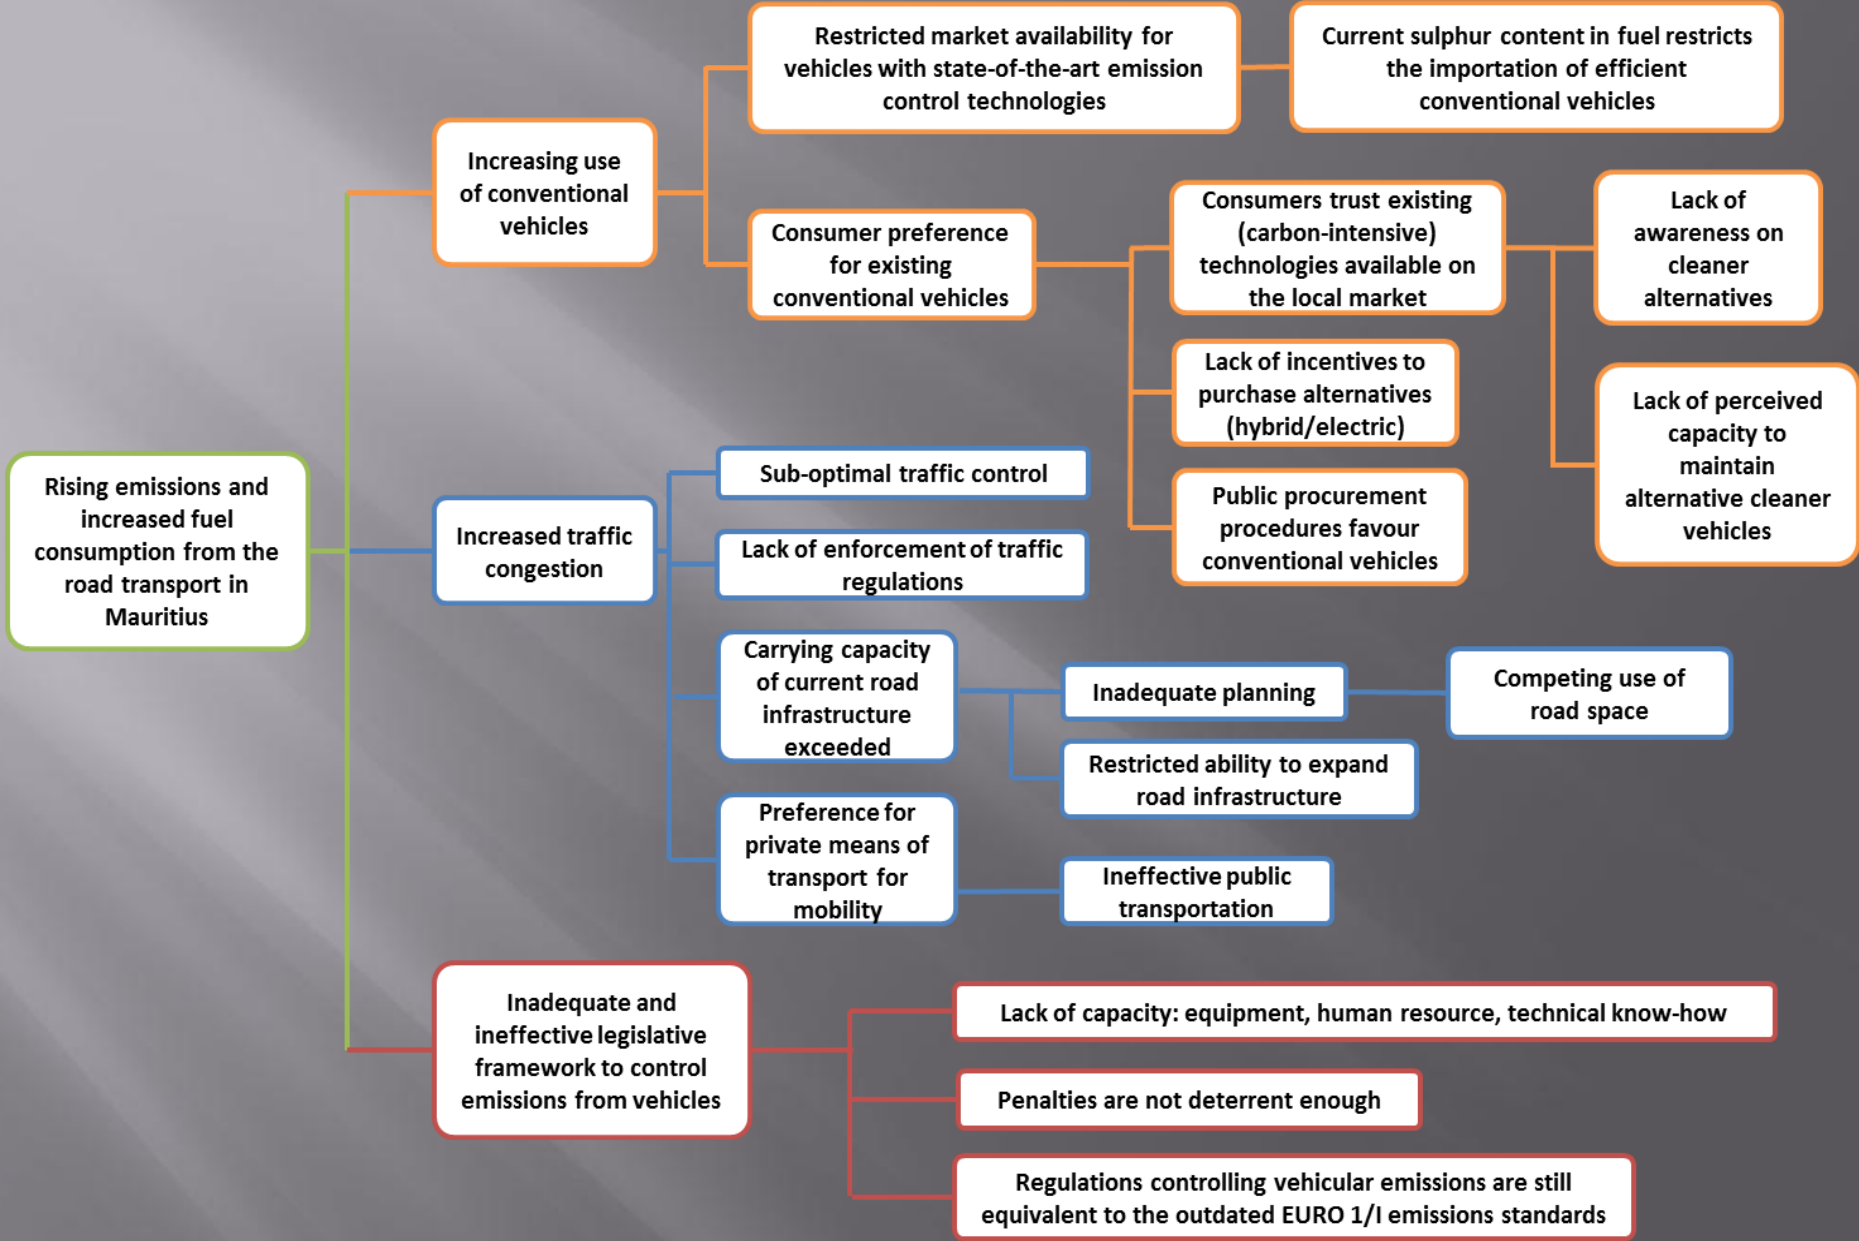 Restricted market availability for
vehicles with state-of-the-art emission
control technologies
Current sulphur content in fuel restricts
the importation of efficient
conventional vehicles
Increasing use
of conventional
vehicles
Consumer preference
for existing
conventional vehicles
Consumers trust existing
(carbon-intensive)
technologies available on
the local market
Lack of
awareness on
cleaner
alternatives
Lack of incentives to
purchase alternatives
(hybrid/electric)
Lack of perceived
capacity to
maintain
alternative cleaner
vehicles
Public procurement
procedures favour
conventional vehicles
Rising emissions and
increased fuel
consumption from the
road transport in
Mauritius
Increased traffic
congestion
Sub-optimal traffic control
Lack of enforcement of traffic
regulations
Carrying capacity
of current road
infrastructure
exceeded
Inadequate planning
Competing use of
road space
Restricted ability to expand
road infrastructure
Preference for
private means of
transport for
mobility
Ineffective public
transportation
Inadequate and
ineffective legislative
framework to control
emissions from vehicles
Lack of capacity: equipment, human resource, technical know-how
Penalties are not deterrent enough
Regulations controlling vehicular emissions are still
equivalent to the outdated EURO 1/I emissions standards